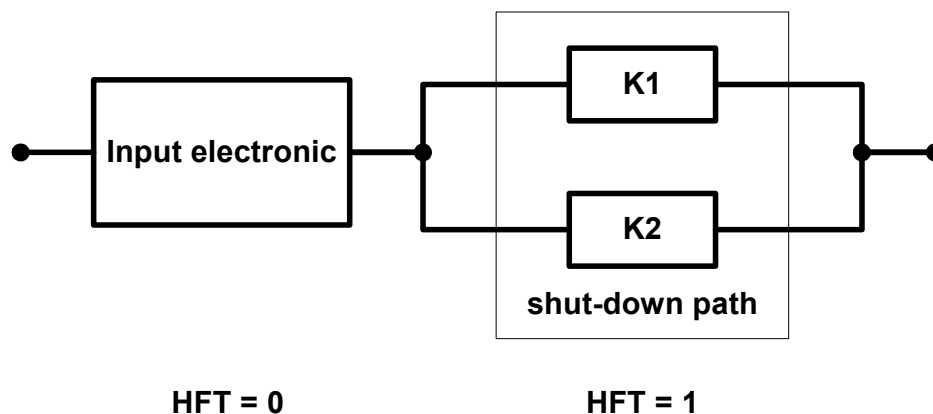 K1
Input electronic
K2
shut-down path
HFT = 0
HFT = 1